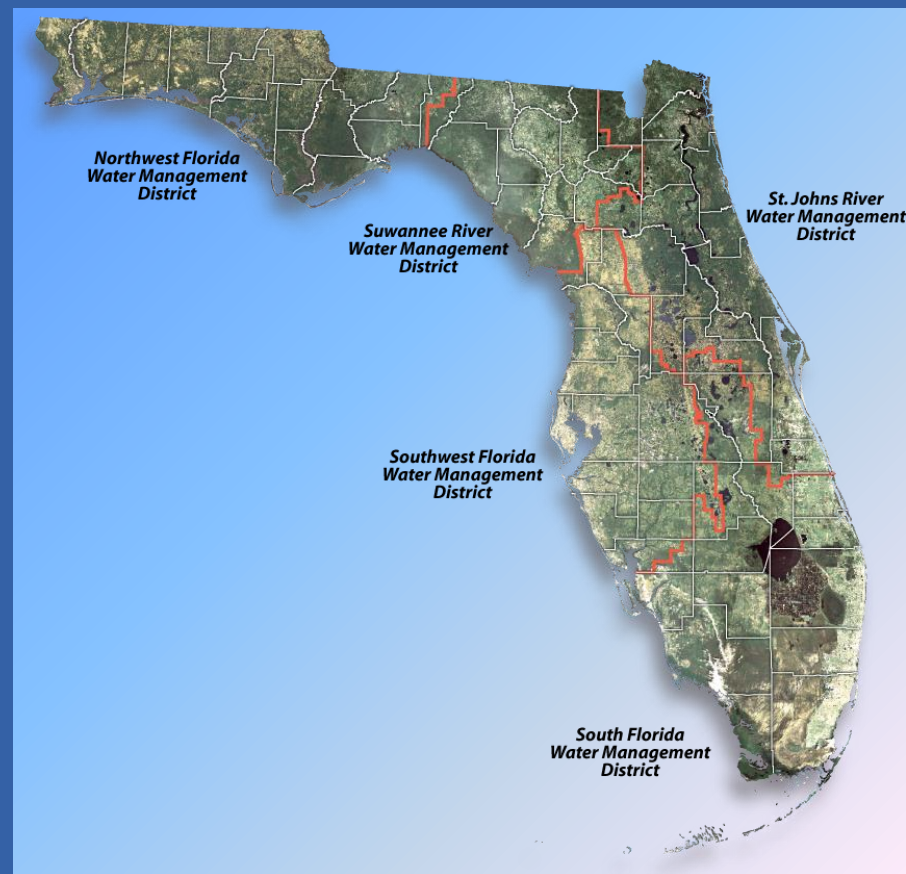 Northwest Florida
Water Management
District
Suwannee River
Water Management
District
St. Johns River
Water Management
District
Southwest Florida
Water Management
District
South Florida
Water Management
District